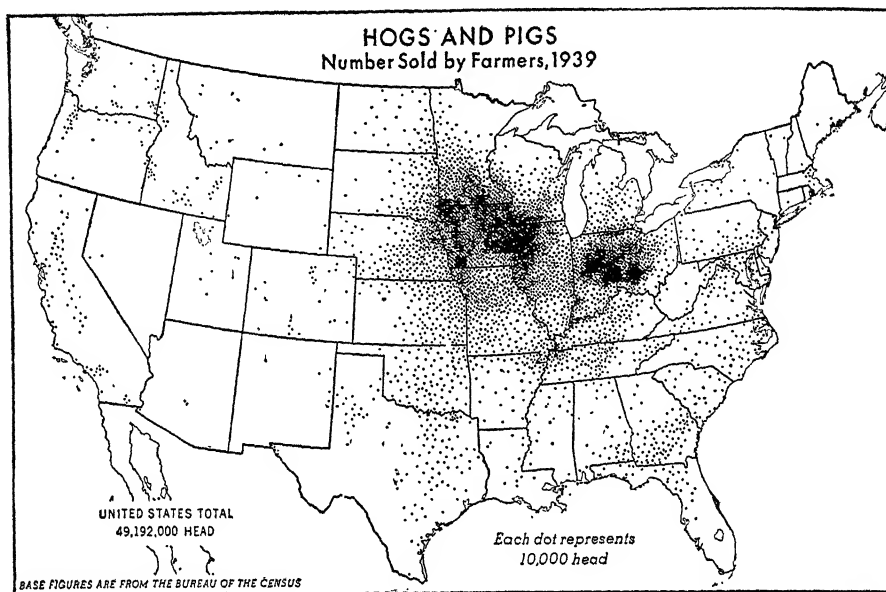 HOGS AND PIGS
Number Sold by Farmers, 1939
UNITED STATES TOTAL
49,192,000 HEAD
Each dot represents
10,000 head
BASE FIGURES ARE FROM THE BUREAU OF THE CENSUS